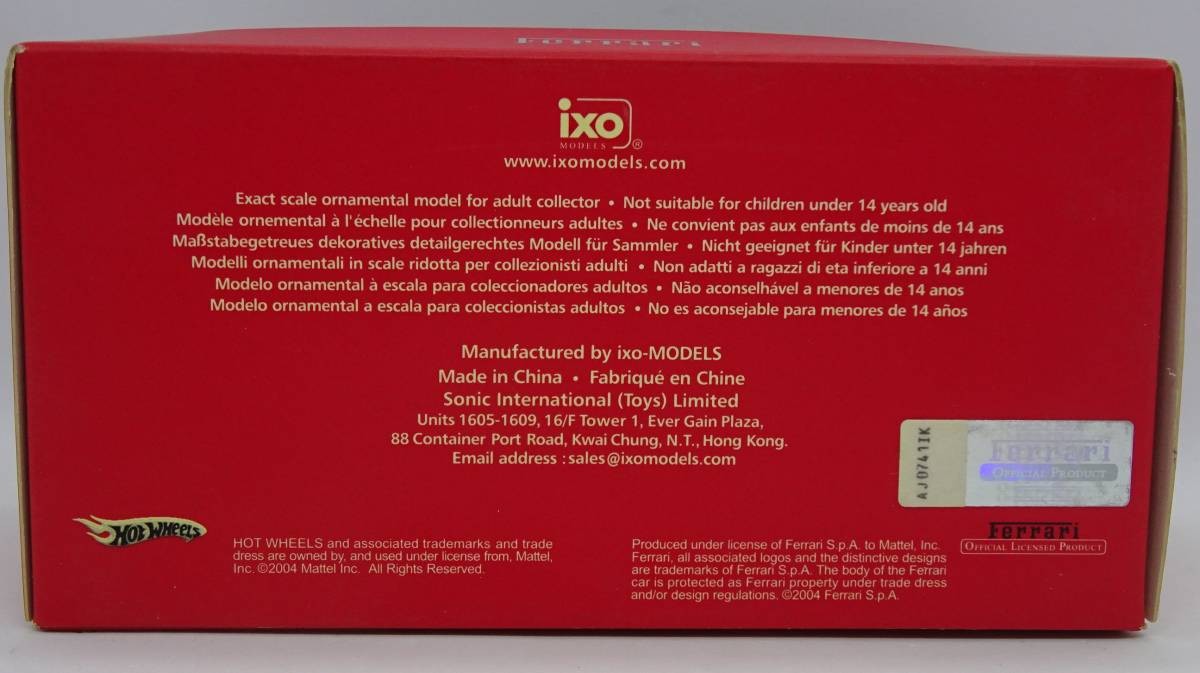 Ferrari
ixo
MODELS ®
www.ixomodels.com
Exact scale ornamental model for adult collector • Not suitable for children under 14 years old
Modèle ornemental à l'échelle pour collectionneurs adultes • Ne convient pas aux enfants de moins de 14 ans
Maßstabegetreues dekoratives detailgerechtes Modell für Sammler • Nicht geeignet für Kinder unter 14 jahren
Modelli ornamentali in scale ridotta per collezionisti adulti • Non adatti a ragazzi di eta inferiore a 14 anni
Modelo ornamental à escala para coleccionadores adultos • Não aconselhável a menores de 14 anos
Modelo ornamental a escala para coleccionistas adultos • No es aconsejable para menores de 14 años
Manufactured by ixo-MODELS
Made in China • Fabriqué en Chine
Sonic International (Toys) Limited
Units 1605-1609, 16/F Tower 1, Ever Gain Plaza,
88 Container Port Road, Kwai Chung, N.T., Hong Kong.
Email address : sales@ixomodels.com
AJ0741IK
Ferrari
OFFICIAL PRODUCT
HOT WHEELS
HOT WHEELS and associated trademarks and trade
dress are owned by, and used under license from, Mattel,
Inc. ©2004 Mattel Inc. All Rights Reserved.
Produced under license of Ferrari S.p.A. to Mattel, Inc.
Ferrari, all associated logos and the distinctive designs
are trademarks of Ferrari S.p.A. The body of the Ferrari
car is protected as Ferrari property under trade dress
and/or design regulations. ©2004 Ferrari S.p.A.
Ferrari
OFFICIAL LICENSED PRODUCT